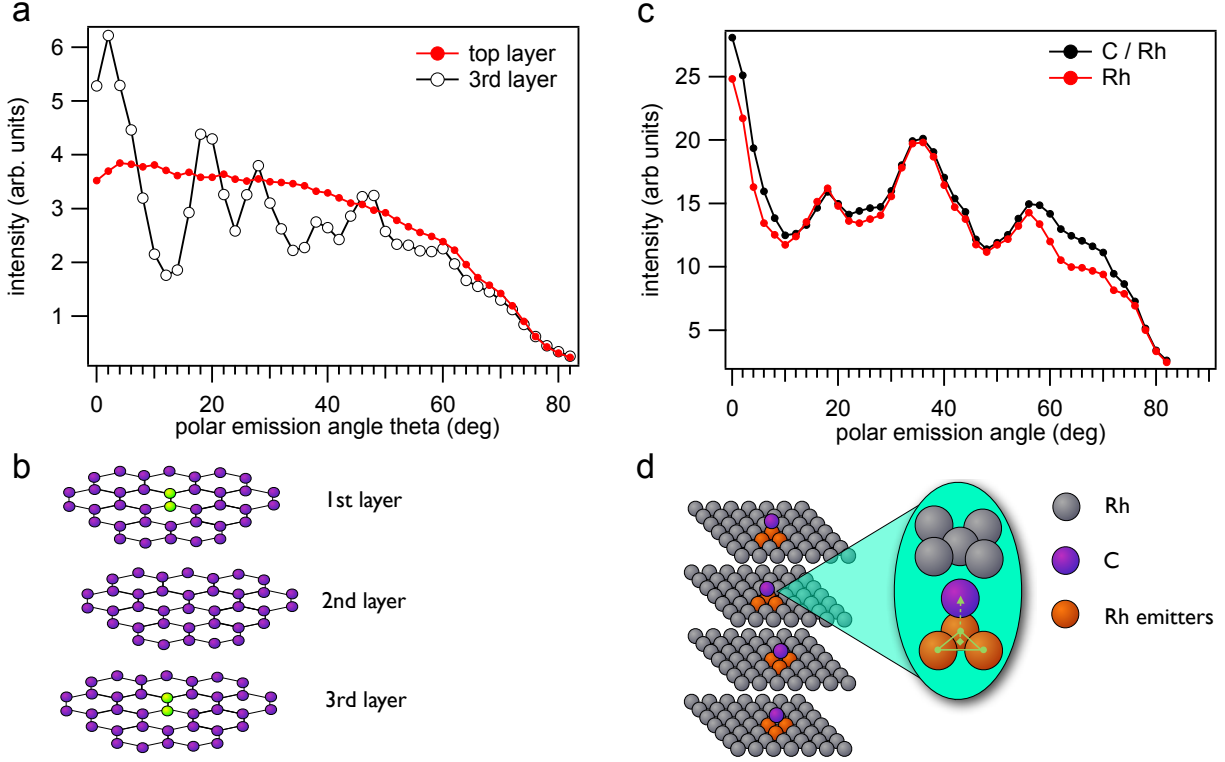 a
intensity (arb. units)
6
5
4
3
2
1
top layer
3rd layer
0
20
40
60
80
polar emission angle theta (deg)
c
intensity (arb units)
25
20
15
10
5
C / Rh
Rh
0
20
40
60
80
polar emission angle (deg)
b
1st layer
2nd layer
3rd layer
d
Rh
C
Rh emitters